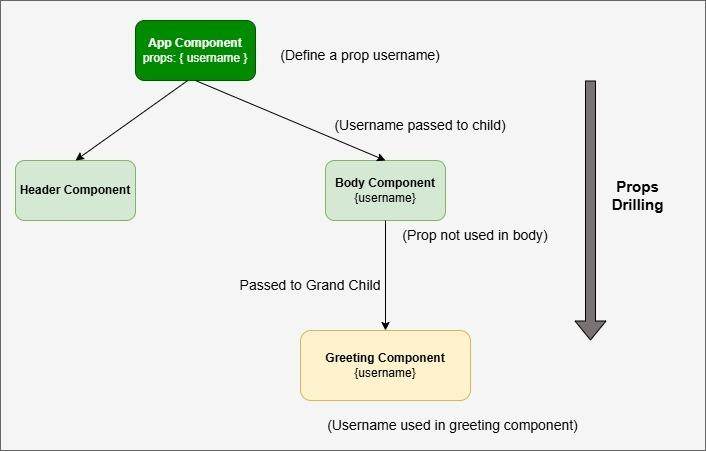 App Component
props: { username }
(Define a prop username)
(Username passed to child)
Header Component
Body Component
{username}
Props
Drilling
(Prop not used in body)
Passed to Grand Child
Greeting Component
{username}
(Username used in greeting component)